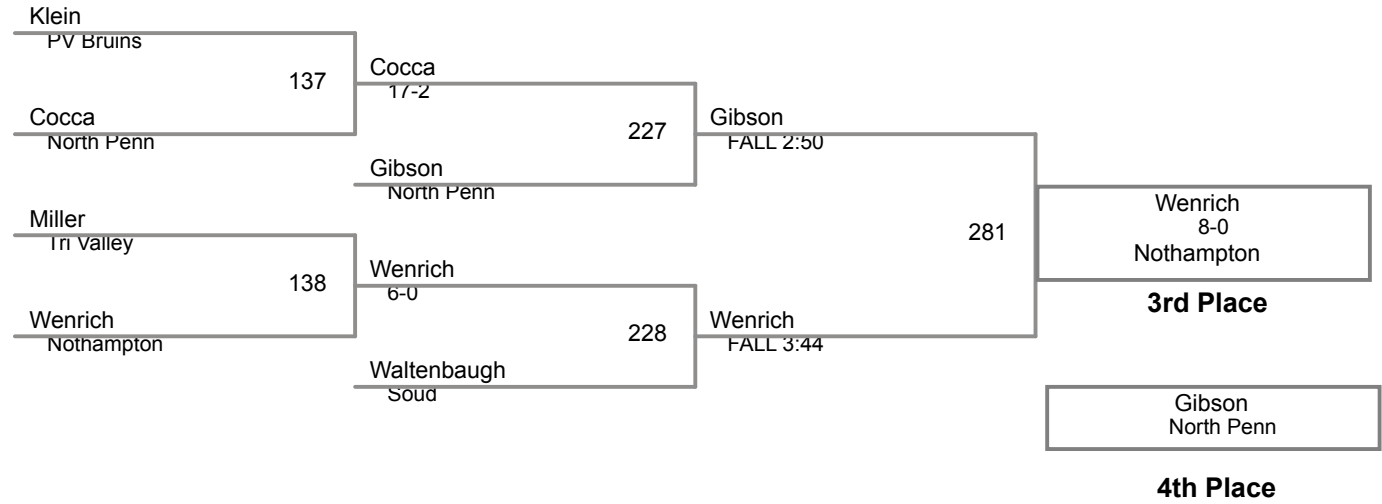 Klein
PV Bruins
137
Cocca
17-2
Cocca
North Penn
227
Gibson
FALL 2:50
Gibson
North Penn
Miller
Tri Valley
281
Wenrich
8-0
Nothampton
138
Wenrich
6-0
3rd Place
Wenrich
Nothampton
228
Wenrich
FALL 3:44
Waltenbaugh
Soud
Gibson
North Penn
4th Place